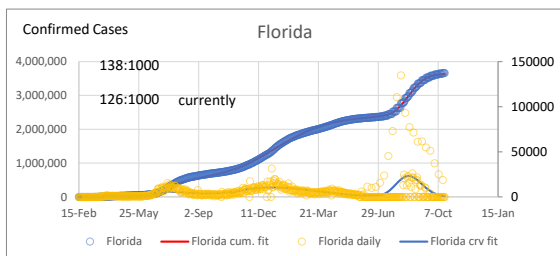 Confirmed Cases
Florida
4,000,000
3,000,000
2,000,000
1,000,000
0
138:1000
126:1000 currently
150000
100000
50000
0
15-Feb 25-May 2-Sep 11-Dec 21-Mar 29-Jun 7-Oct 15-Jan
Florida Florida cum. fit Florida daily Florida crv fit